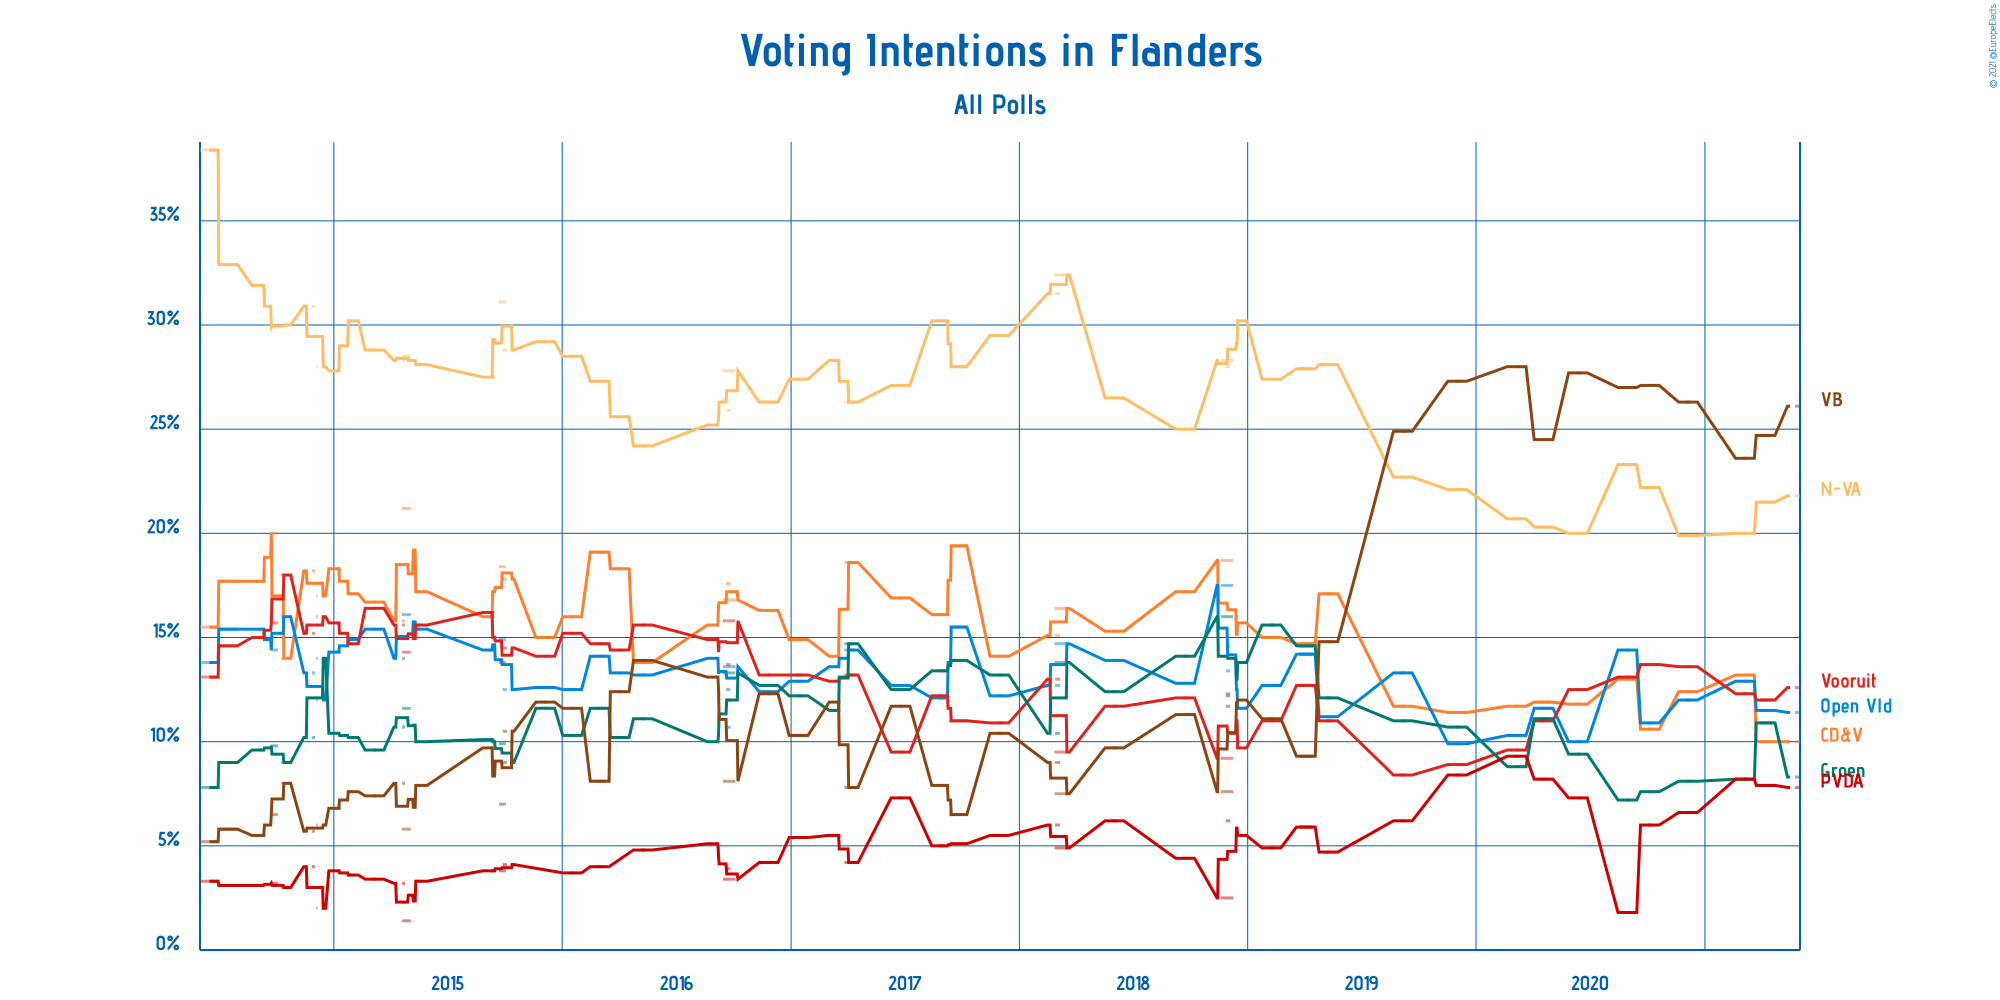 Voting Intentions in Flanders
All Polls
© 2021 @EuropeElects
35%
30%
25%
20%
15%
10%
5%
0%
VB
N-VA
Vooruit
Open Vld
CD&V
Groen
PVDA
2015
2016
2017
2018
2019
2020